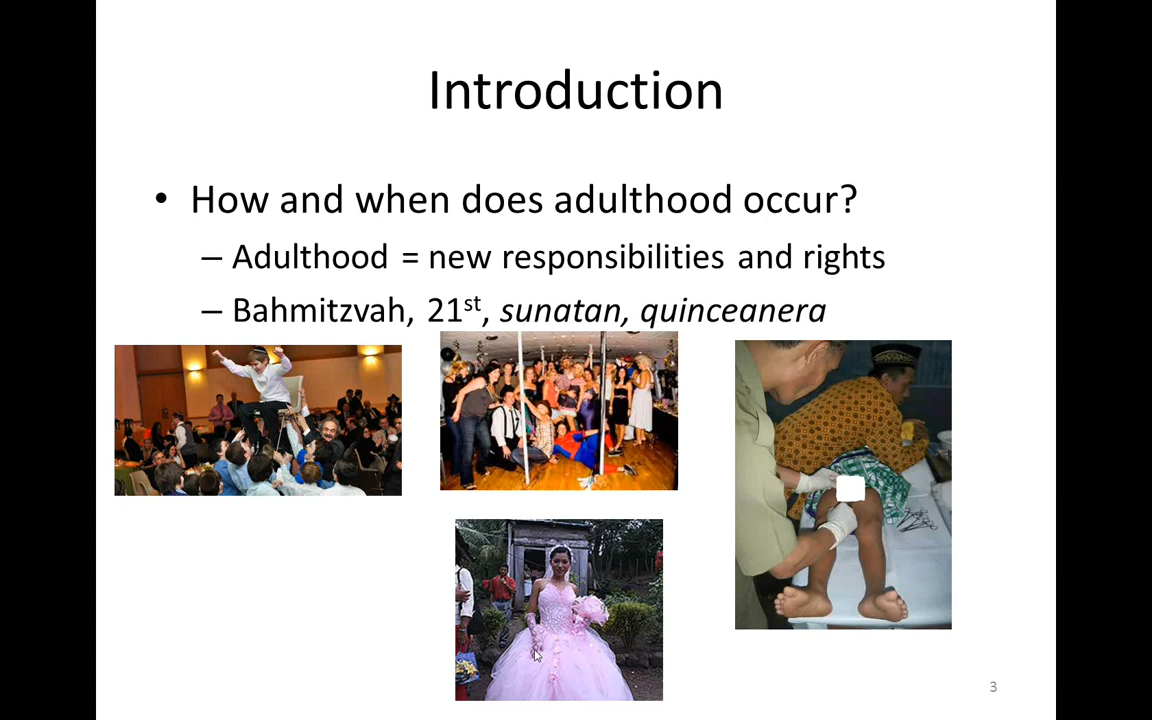 Introduction
• How and when does adulthood occur?
– Adulthood = new responsibilities and rights
– Bahmitzvah, 21st, sunatan, quinceanera
3